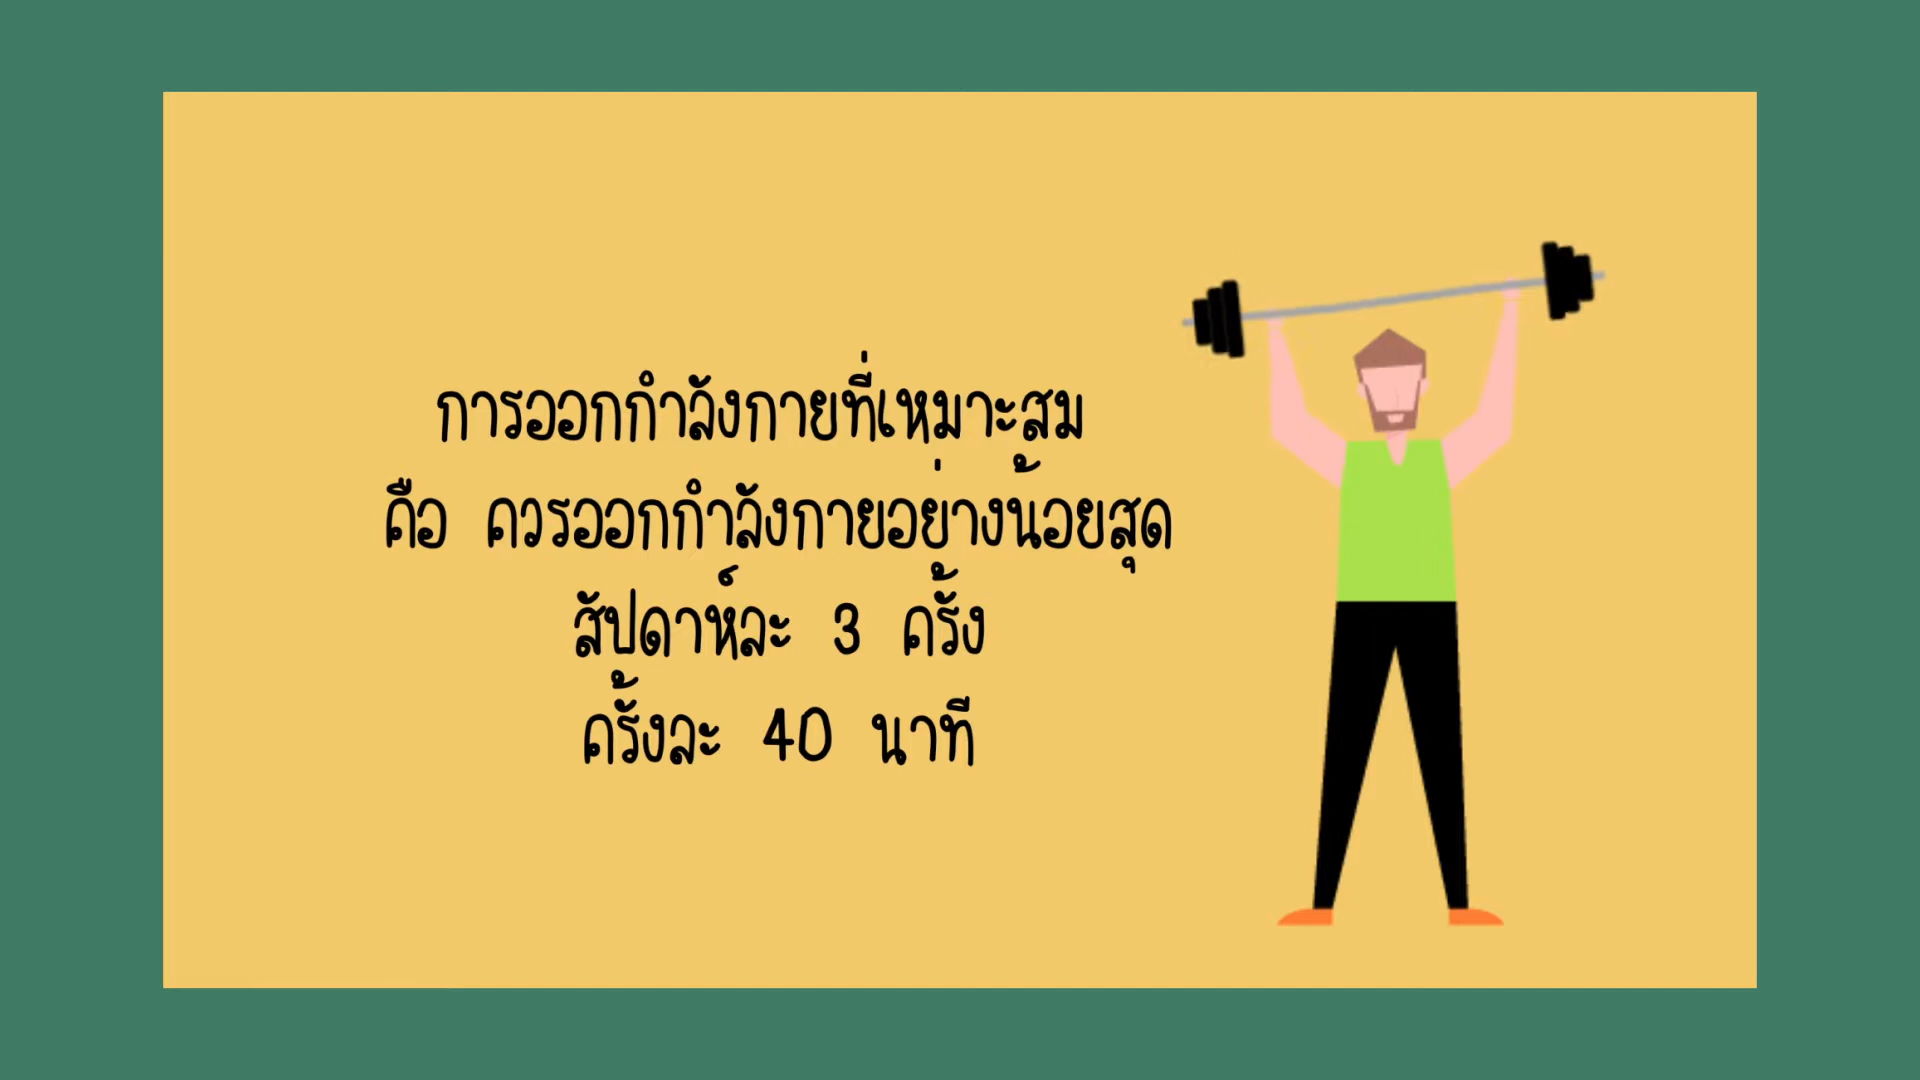 การออกกำลังกายที่เหมาะสม
คือ ควรออกกำลังกายอย่างน้อยสุด
สัปดาห์ละ 3 ครั้ง
ครั้งละ 40 นาที